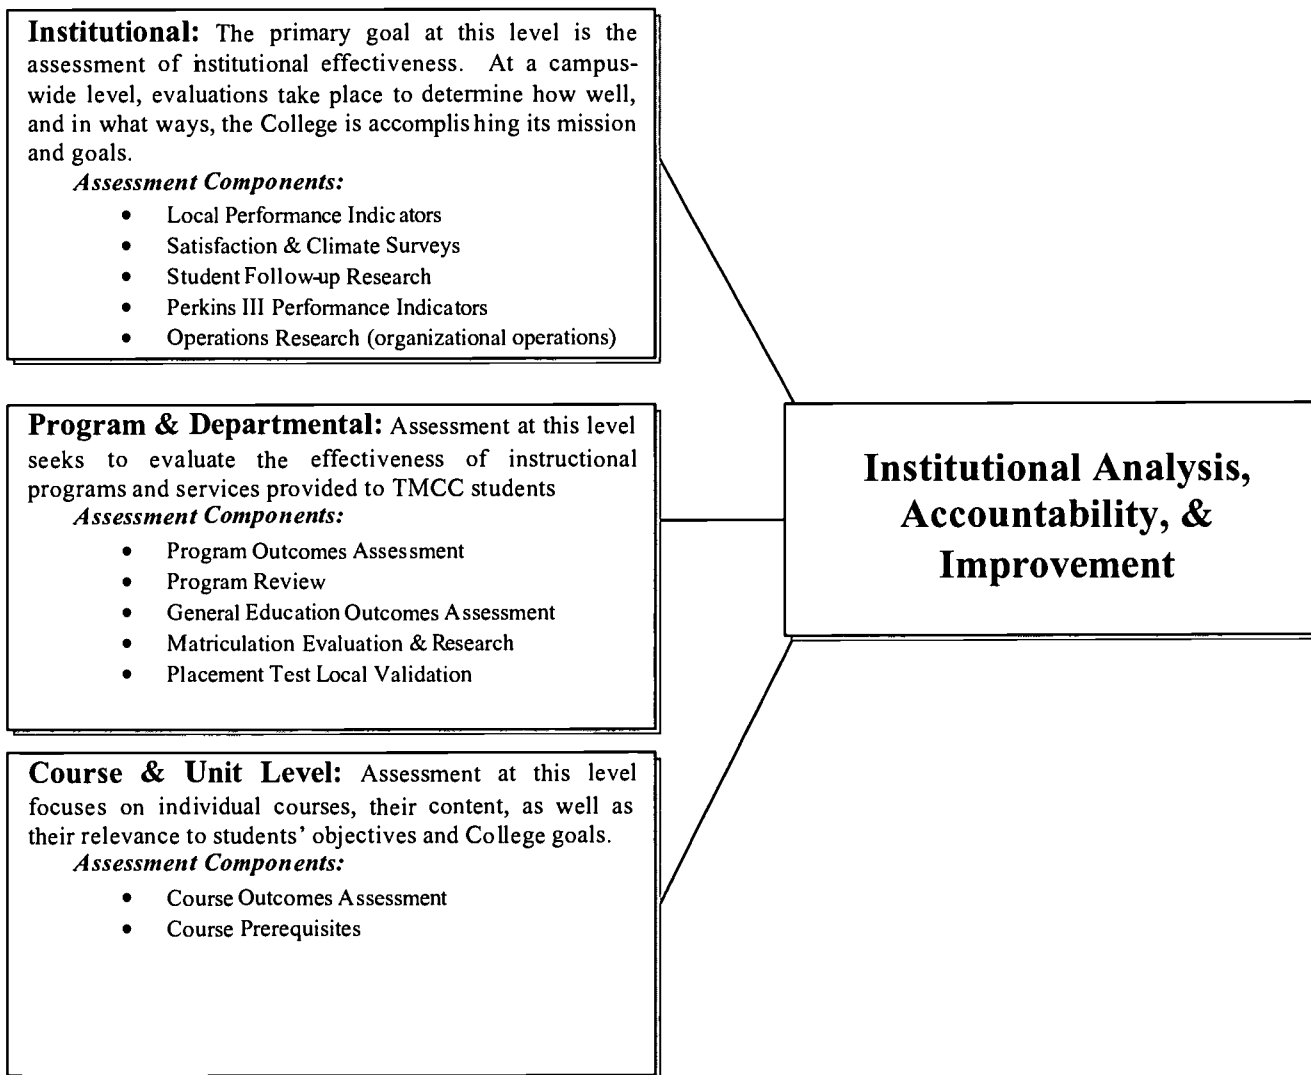 Institutional: The primary goal at this level is the
assessment of institutional effectiveness. At a campus-
wide level, evaluations take place to determine how well,
and in what ways, the College is accomplishing its mission
and goals.
Assessment Components:
• Local Performance Indicators
• Satisfaction & Climate Surveys
• Student Follow-up Research
• Perkins III Performance Indicators
• Operations Research (organizational operations)
Program & Departmental: Assessment at this level
seeks to evaluate the effectiveness of instructional
programs and services provided to TMCC students
Assessment Components:
• Program Outcomes Assessment
• Program Review
• General Education Outcomes Assessment
• Matriculation Evaluation & Research
• Placement Test Local Validation
Course & Unit Level: Assessment at this level
focuses on individual courses, their content, as well as
their relevance to students' objectives and College goals.
Assessment Components:
• Course Outcomes Assessment
• Course Prerequisites
Institutional Analysis,
Accountability, &
Improvement